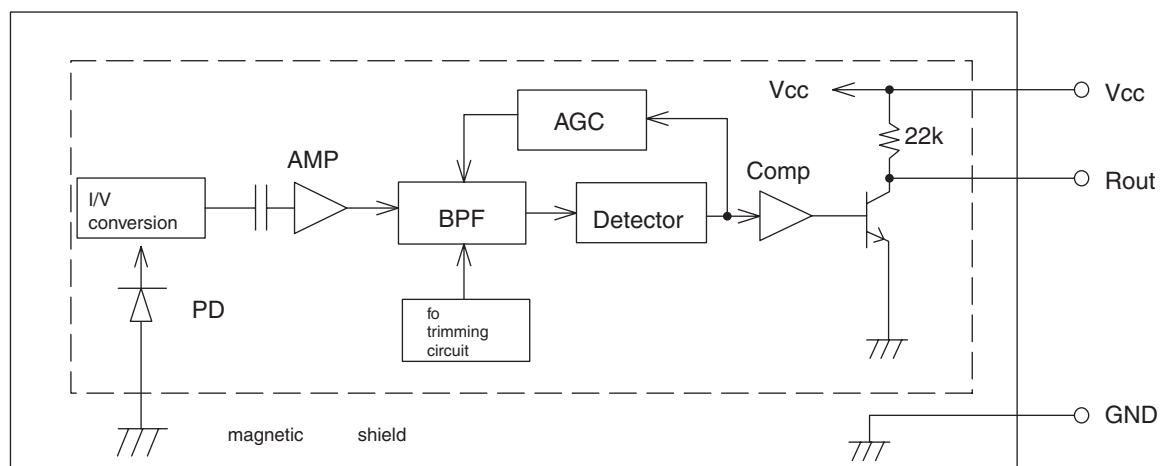 Vcc
Vcc
AGC
22k
AMP
Comp
Rout
I/V
conversion
BPF
Detector
PD
fo
trimming
circuit
GND
magnetic shield